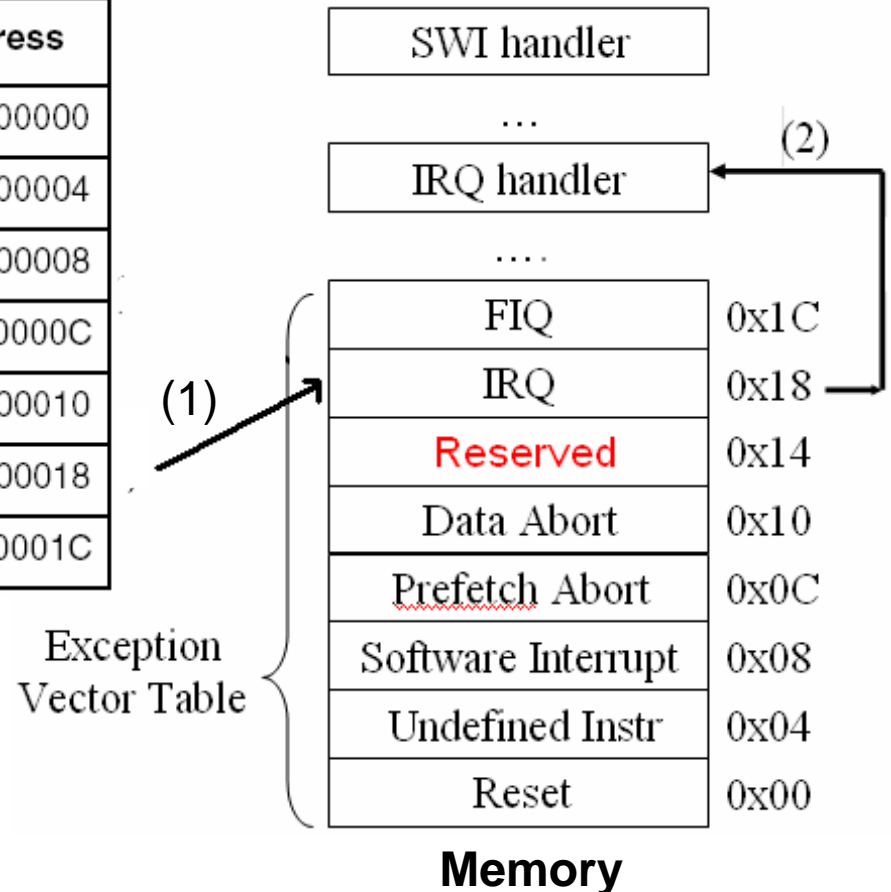 ress
00000
00004
00008
0000C
00010
00018
0001C
(1)
Exception
Vector Table
SWI handler
...
(2)
IRQ handler
....
FIQ 0x1C
IRQ 0x18
Reserved 0x14
Data Abort 0x10
Prefetch Abort 0x0C
Software Interrupt 0x08
Undefined Instr 0x04
Reset 0x00
Memory